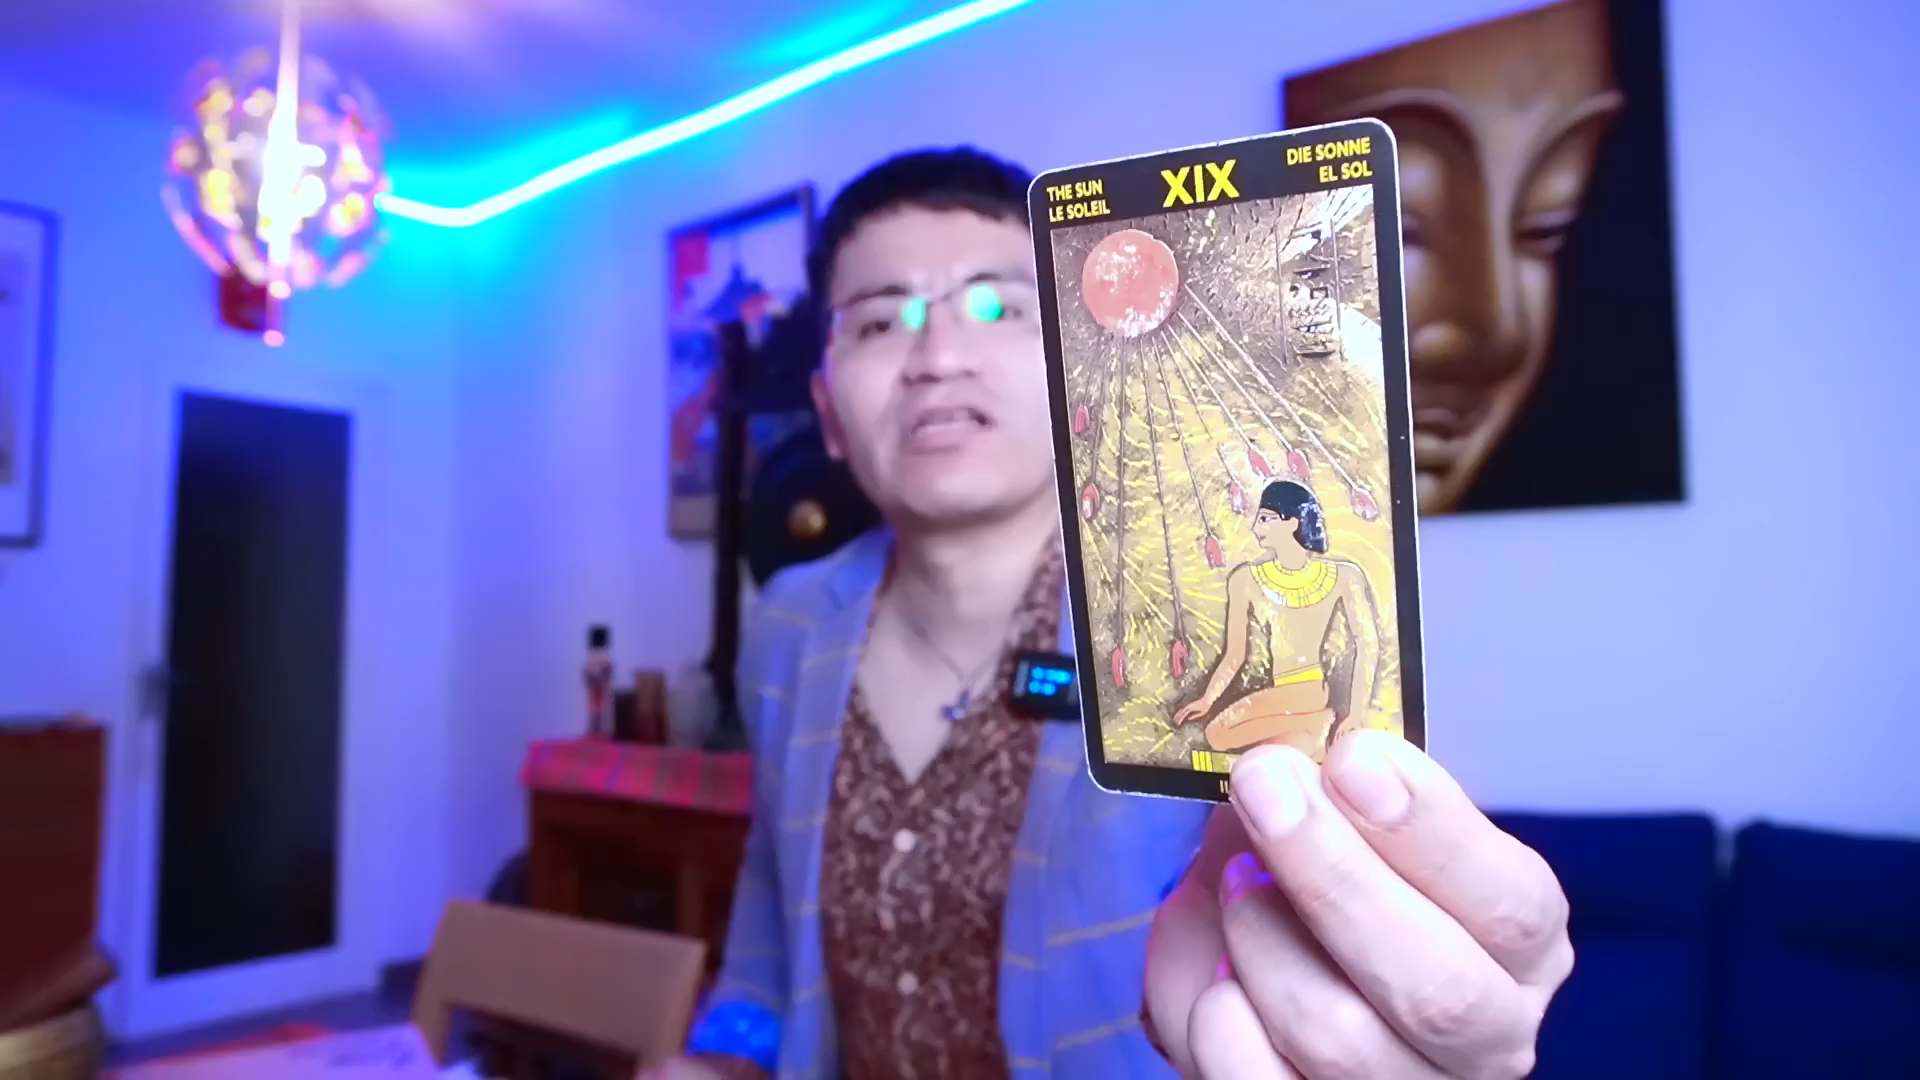 THE SUN
LE SOLEIL
XIX
DIE SONNE
EL SOL